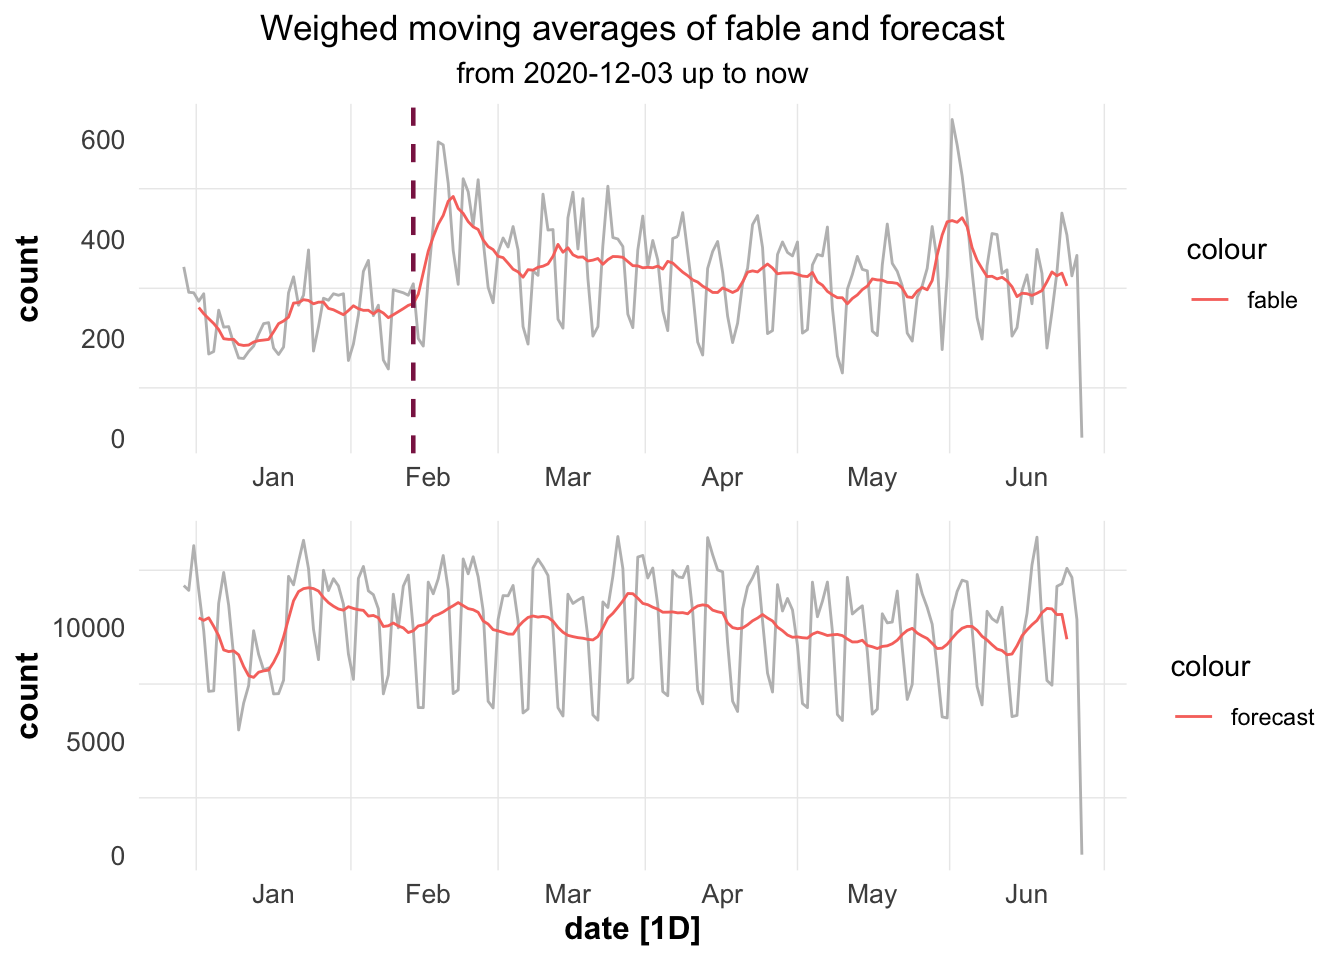 Weighed moving averages of fable and forecast
from 2020-12-03 up to now
count
600
400
200
0
Jan Feb Mar Apr May Jun
colour
fable
count
10000
5000
0
Jan Feb Mar Apr May Jun
date [1D]
colour
forecast